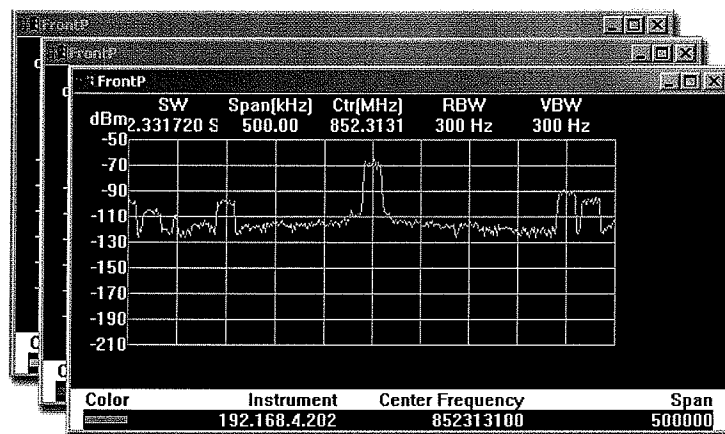 FrontP
FrontP
FrontP
SW Span(kHz) Ctr(MHz) RBW VBW
dBm 2.331720 S 500.00 852.3131 300 Hz 300 Hz
-50
-70
-90
-110
-130
-150
-170
-190
-210
C
C
Color Instrument Center Frequency Span
192.168.4.202 852313100 500000